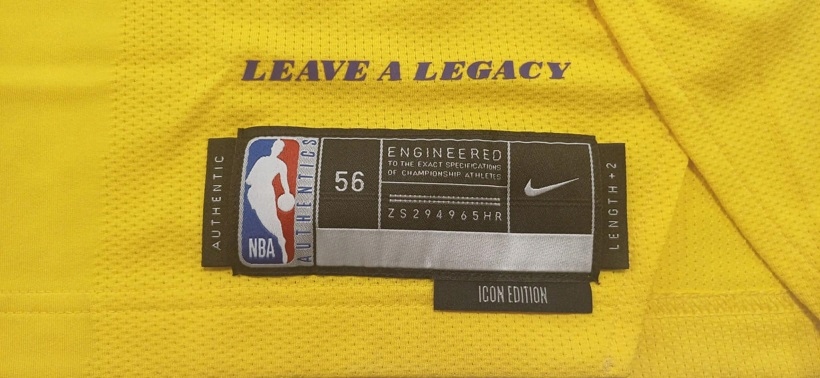 LEAVE A LEGACY
AUTHENTIC
NBA
AUTHENTICS
56
ENGINEERED
TO THE EXACT SPECIFICATIONS
OF CHAMPIONSHIP ATHLETES
ZS294965HR
LENGTH +2
ICON EDITION